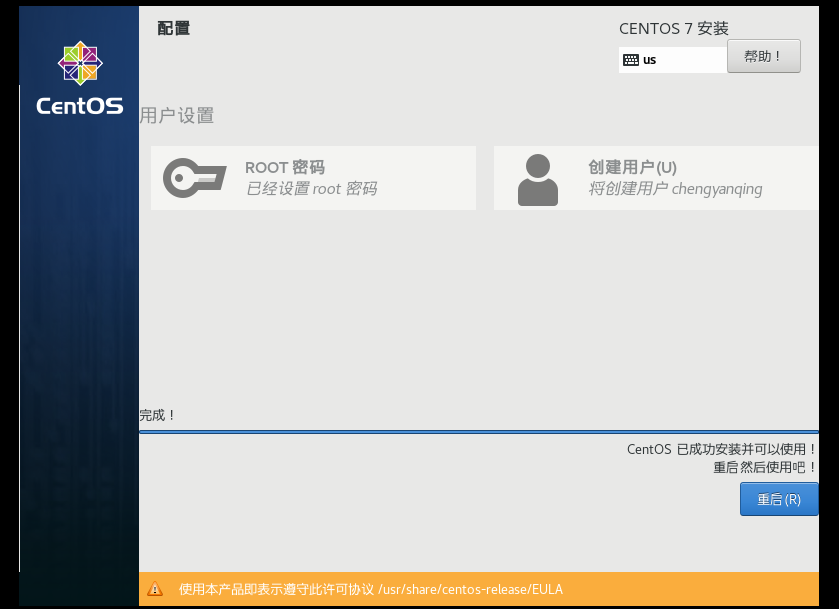 配置
CENTOS 7 安装
us
帮助！
CentOS
用户设置
ROOT 密码
已经设置 root 密码
创建用户(U)
将创建用户 chengyanqing
完成！
CentOS 已成功安装并可以使用！
重启然后使用吧！
重启(R)
使用本产品即表示遵守此许可协议 /usr/share/centos-release/EULA